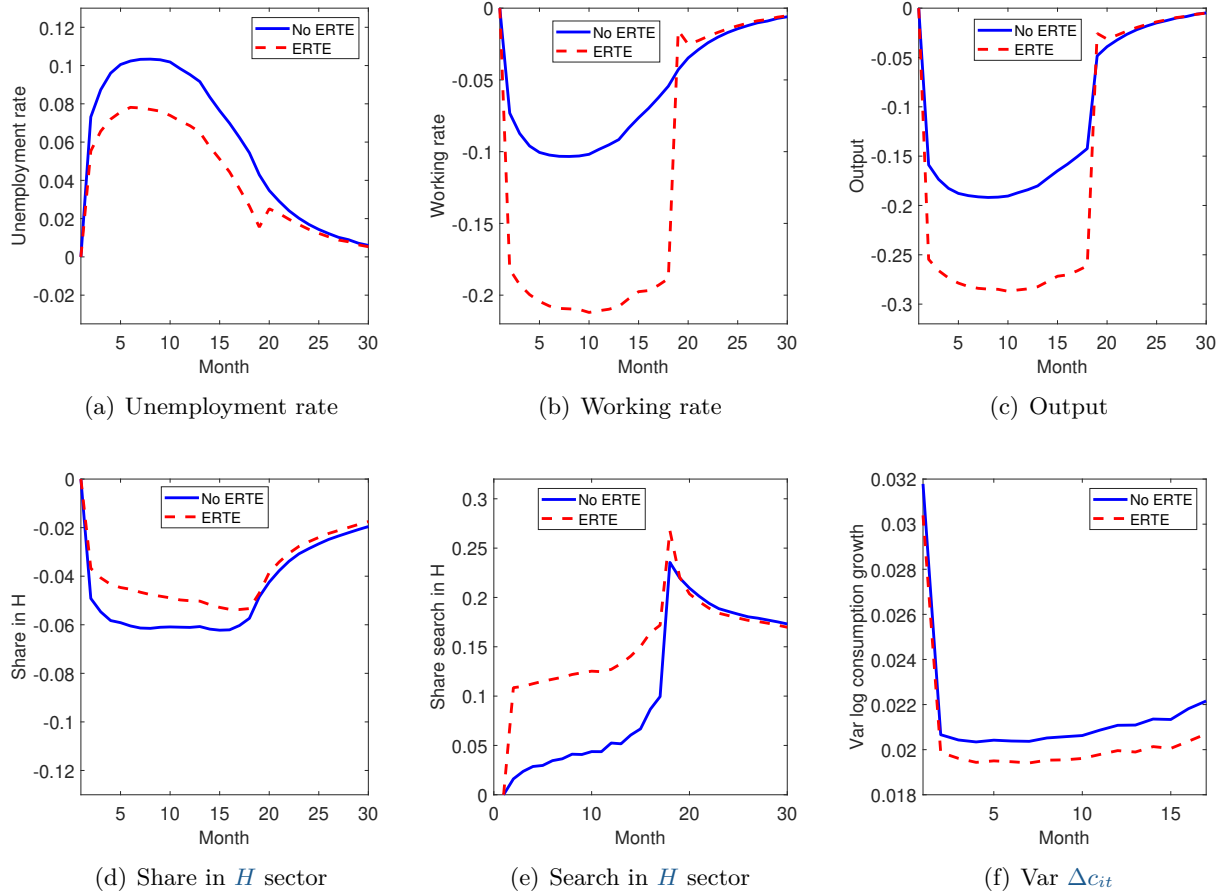 0.12
0.1
0.08
0.06
0.04
0.02
0
-0.02
Unemployment rate
No ERTE
ERTE
5 10 15 20 25 30
Month
(a) Unemployment rate
0
-0.05
-0.1
-0.15
-0.2
Working rate
No ERTE
ERTE
5 10 15 20 25 30
Month
(b) Working rate
0
-0.05
-0.1
-0.15
-0.2
-0.25
-0.3
Output
No ERTE
ERTE
5 10 15 20 25 30
Month
(c) Output
0
-0.02
-0.04
-0.06
-0.08
-0.1
-0.12
Share in H
No ERTE
ERTE
5 10 15 20 25 30
Month
(d) Share in H sector
0.3
0.25
0.2
0.15
0.1
0.05
0
Share search in H
No ERTE
ERTE
0 10 20 30
Month
(e) Search in H sector
0.032
0.03
0.028
0.026
0.024
0.022
0.02
0.018
Var log consumption growth
No ERTE
ERTE
5 10 15
Month
(f) Var Δc_{it}